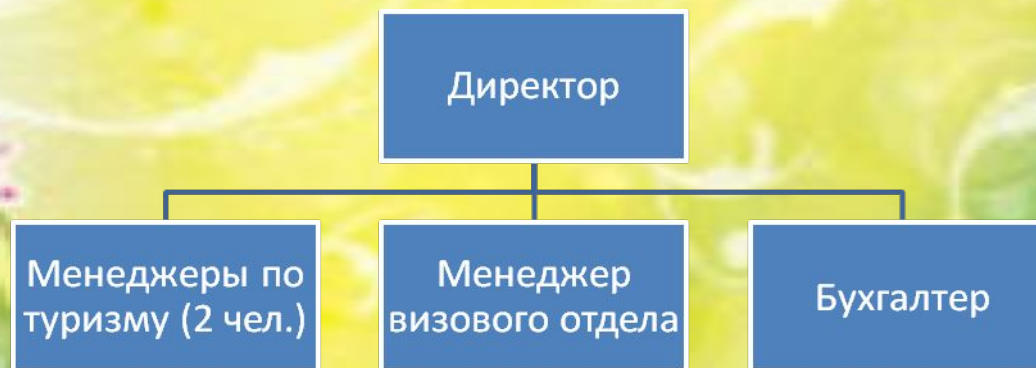 Директор
Менеджеры по
туризму (2 чел.)
Менеджер
визового отдела
Бухгалтер